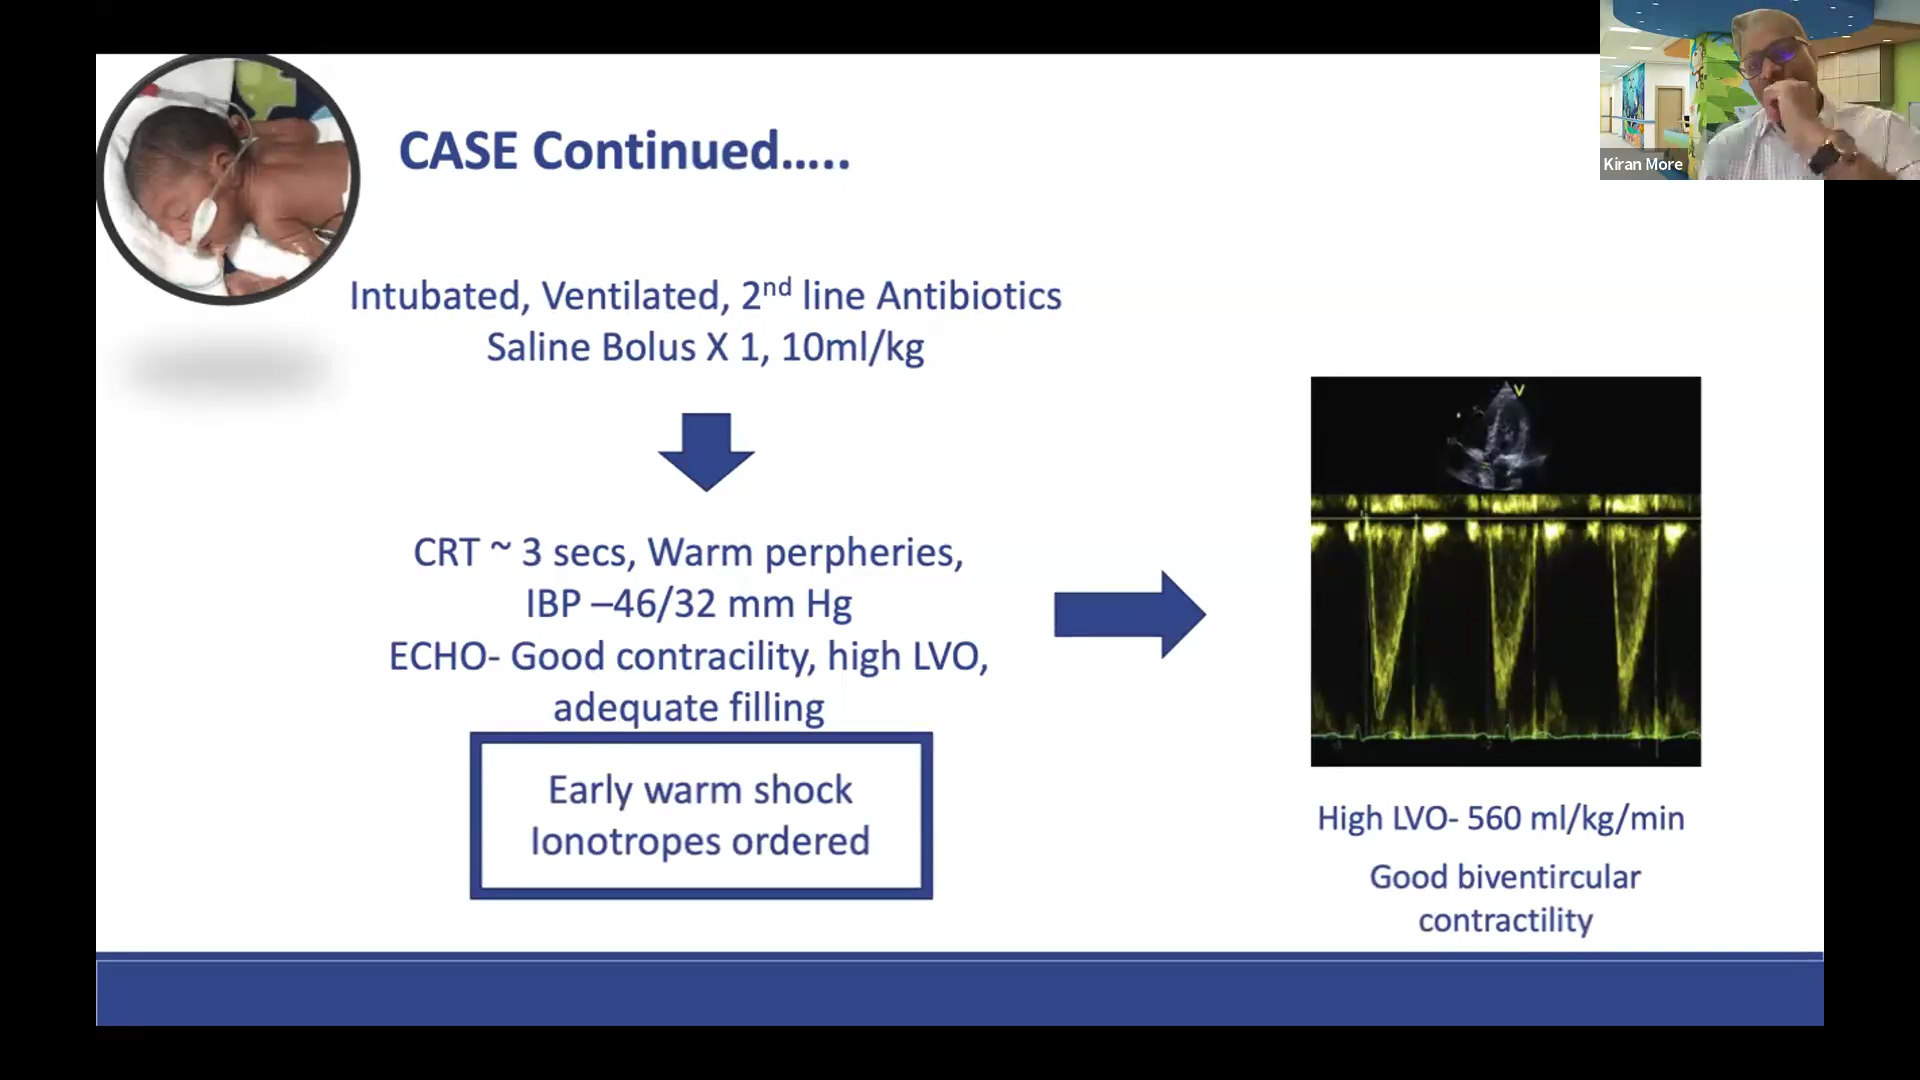 Kiran More
CASE Continued.....
Intubated, Ventilated, 2nd line Antibiotics
Saline Bolus X 1, 10ml/kg
CRT ~ 3 secs, Warm perpheries,
IBP –46/32 mm Hg
ECHO- Good contracility, high LVO,
adequate filling
Early warm shock
Ionotropes ordered
V
High LVO- 560 ml/kg/min
Good biventircular
contractility